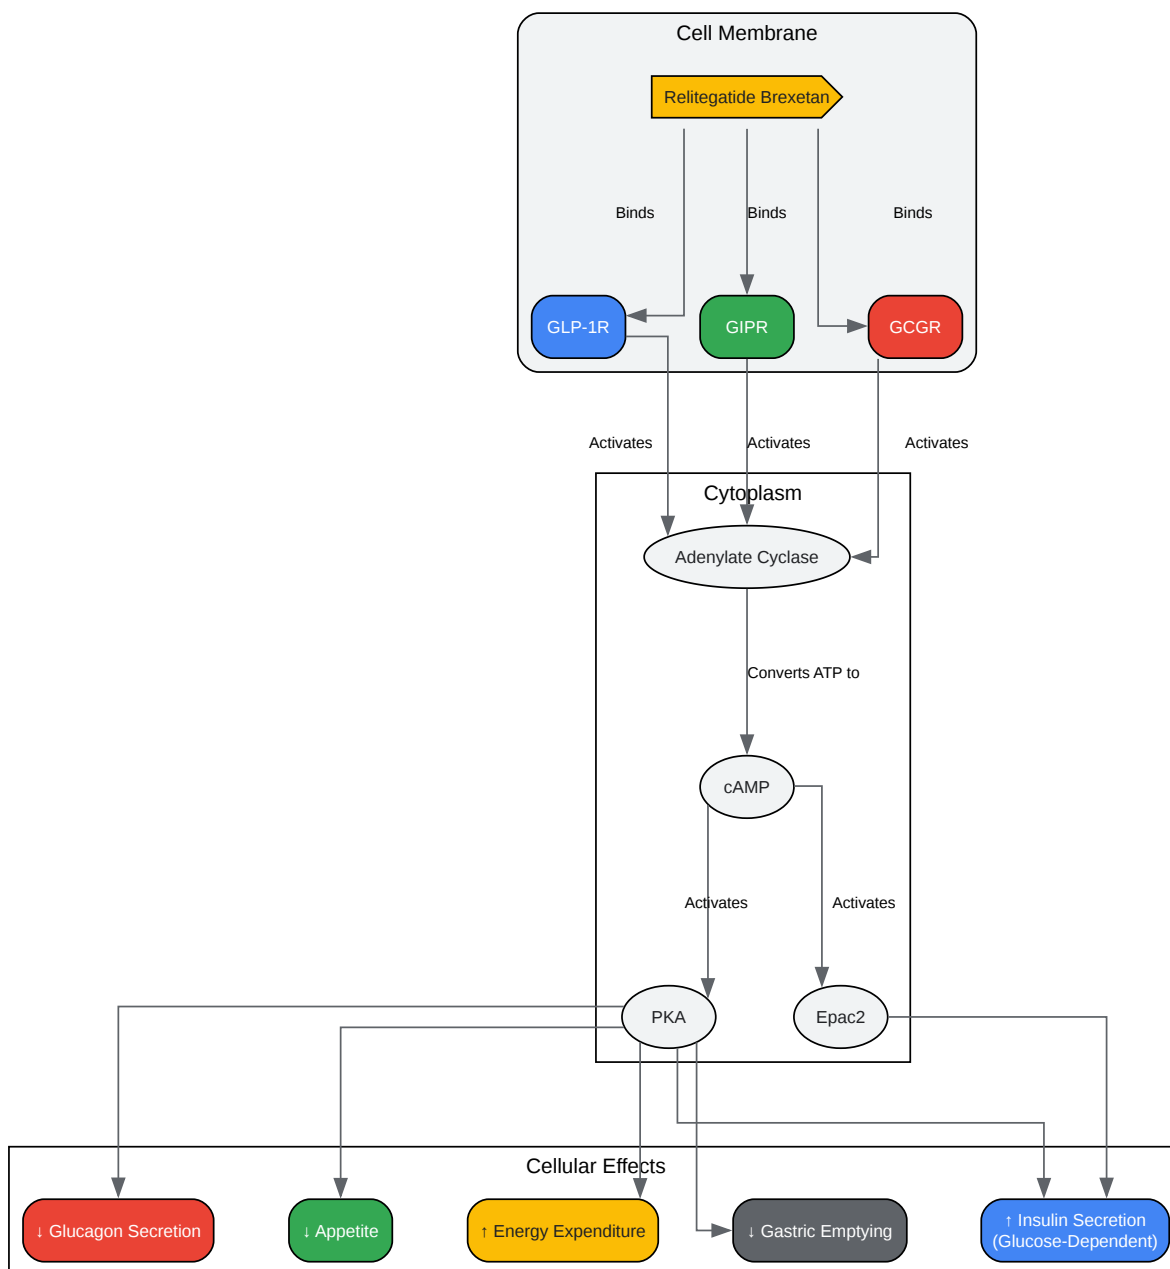 Cell Membrane
Relitegatide Brexetan
Binds
Binds
Binds
GLP-1R
GIPR
GCGR
Activates
Activates
Activates
Cytoplasm
Adenylate Cyclase
Converts ATP to
cAMP
Activates
Activates
PKA
Epac2
Cellular Effects
↓ Glucagon Secretion
↓ Appetite
↑ Energy Expenditure
↓ Gastric Emptying
↑ Insulin Secretion
(Glucose-Dependent)